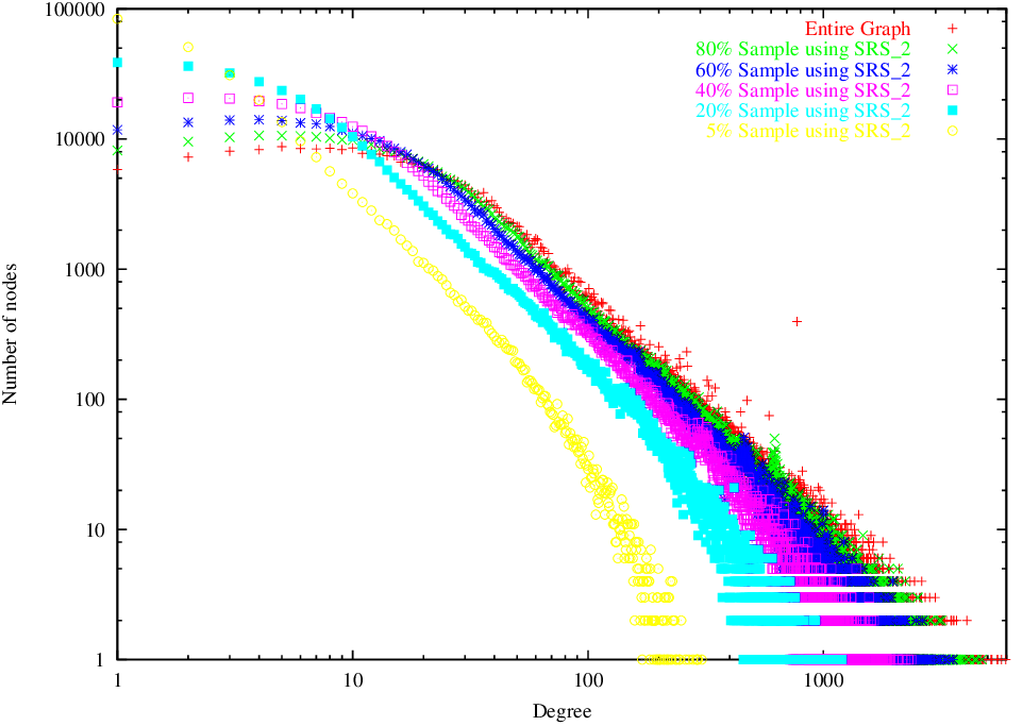 100000
10000
1000
100
10
1
Number of nodes
Entire Graph
80% Sample using SRS_2
60% Sample using SRS_2
40% Sample using SRS_2
20% Sample using SRS_2
5% Sample using SRS_2
1 10 100 1000
Degree